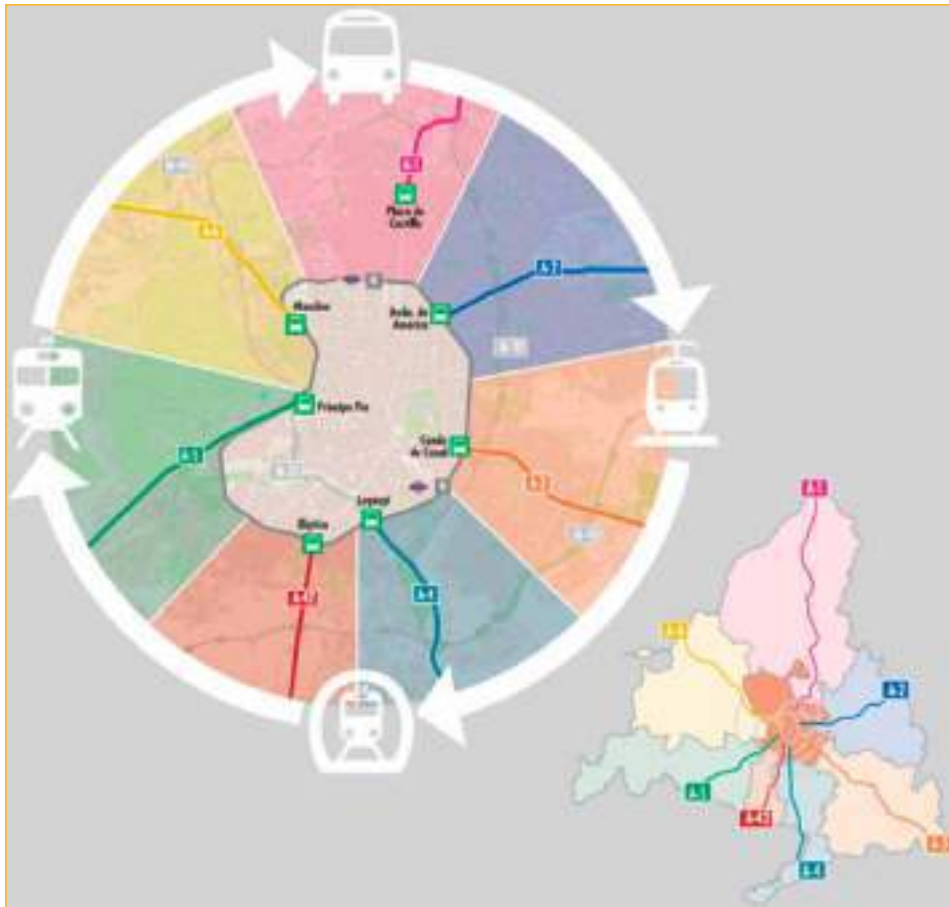 A-1
Plaza de
Castilla
A-6
A-2
Moncloa
Avda. de
America
Príncipe Pío
A-5
Conde
de Casal
A-3
Legazpi
Elíptica
A-42
A-4
A-1
A-6
A-2
A-5
A-42
A-3
A-4